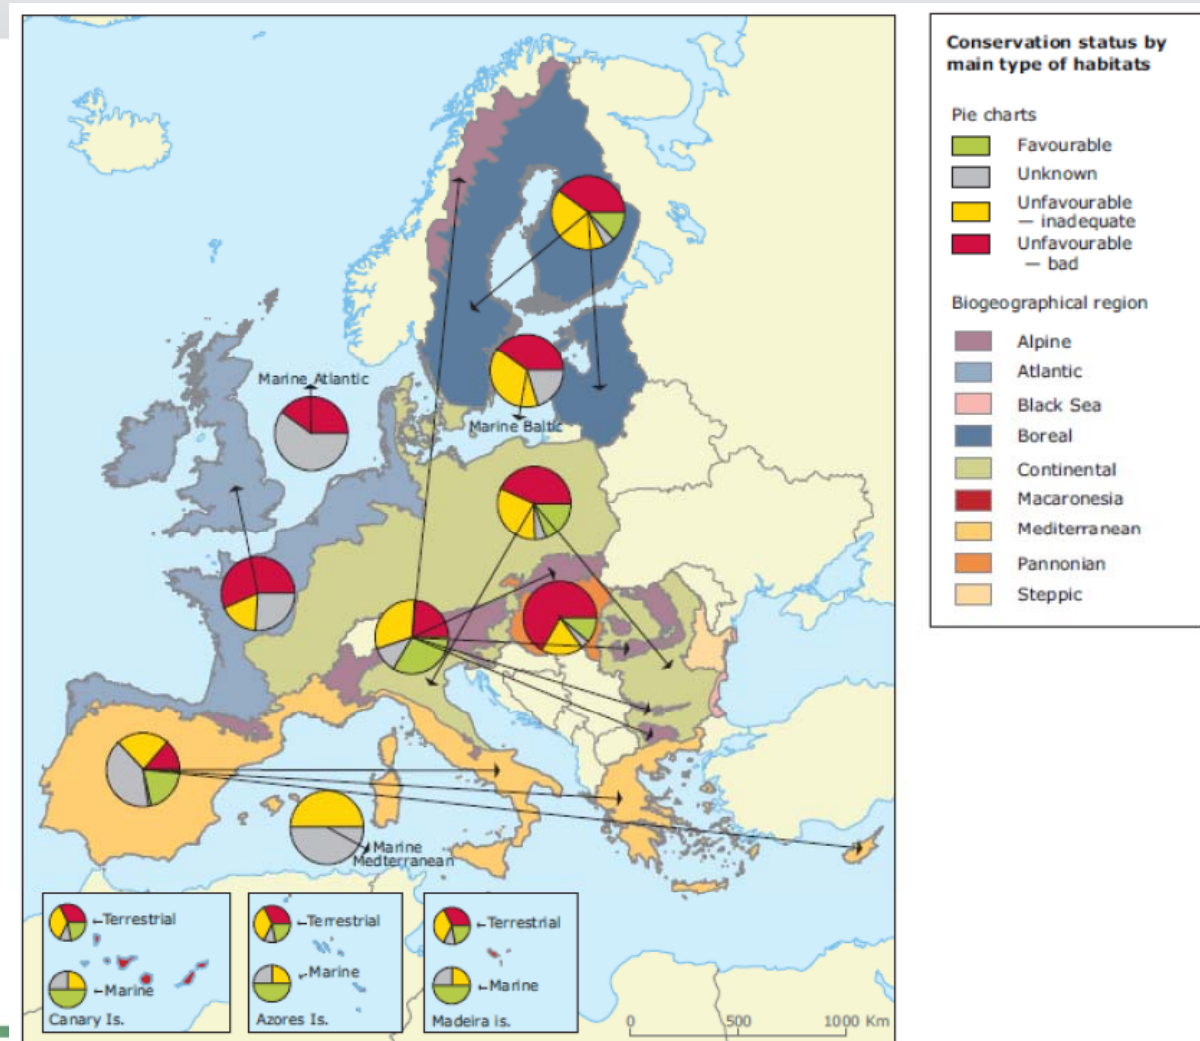 Conservation status by
main type of habitats
Pie charts
Favourable
Unknown
Unfavourable
— inadequate
Unfavourable
— bad
Biogeographical region
Alpine
Atlantic
Black Sea
Boreal
Continental
Macaronesia
Mediterranean
Pannonian
Steppic
Marine Atlantic
Marine Baltic
Marine
Mediterranean
Terrestrial
Marine
Canary Is.
Terrestrial
Marine
Azores Is.
Terrestrial
Marine
Madeira is.
0 500 1000 Km